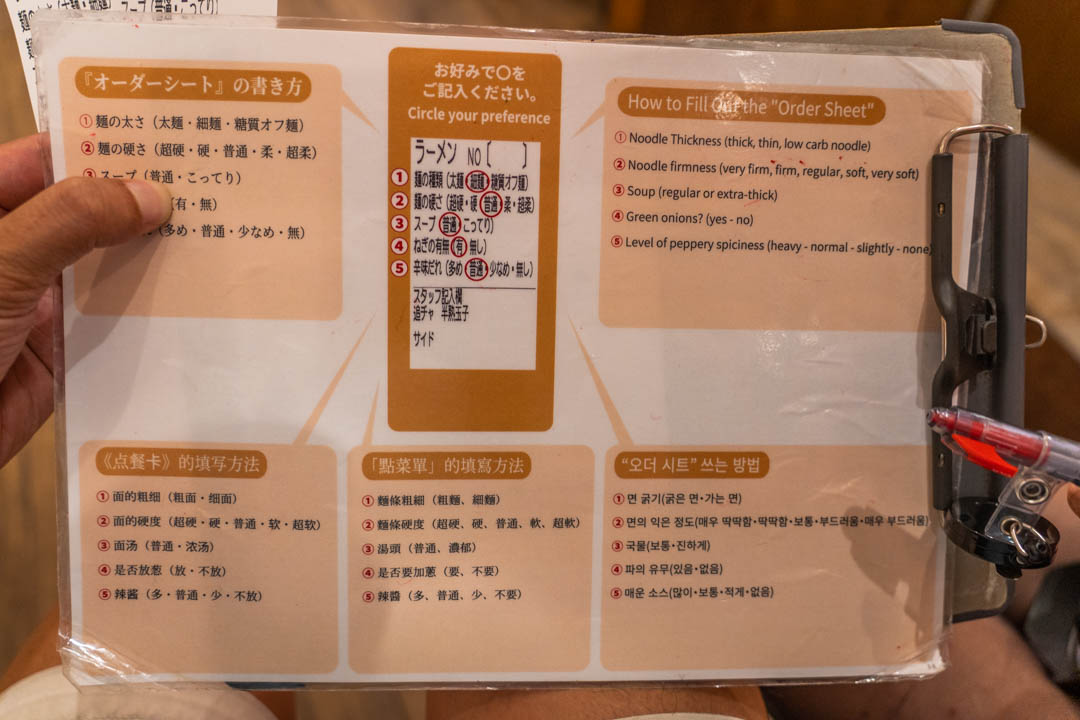 『オーダーシート』の書き方
①麺の太さ（太麺・細麺・糖質オフ麺）
②麺の硬さ（超硬・硬・普通・柔・超柔）
③スープ（普通・こってり）
有・無）
多め・普通・少なめ・無）
お好みで〇を
ご記入ください。
Circle your preference
ラーメン NO〔 〕
①麺の種類（太麺・細麺・糖質オフ麺）
②麺の硬さ（超硬・硬・普通・柔・超柔）
③スープ（普通・こってり）
④ねぎの有無（有・無し）
⑤辛味だれ（多め・普通・少なめ・無し）
スタッフ記入欄
追チャ 半熟玉子
サイド
How to Fill Out the "Order Sheet"
①Noodle Thickness (thick, thin, low carb noodle)
②Noodle firmness (very firm, firm, regular, soft, very soft)
③Soup (regular or extra-thick)
④Green onions? (yes - no)
⑤Level of peppery spiciness (heavy - normal - slightly - none)
《点餐卡》的填写方法
①面的粗细（粗面・细面）
②面的硬度（超硬・硬・普通・软・超软）
③面汤（普通・浓汤）
④是否放葱（放・不放）
⑤辣酱（多・普通・少・不放）
「點菜單」的填寫方法
①麵條粗細（粗麵、細麵）
②麵條硬度（超硬、硬、普通、軟、超軟）
③湯頭（普通、濃郁）
④是否要加蔥（要、不要）
⑤辣醬（多、普通、少、不要）
“오더 시트” 쓰는 방법
①면 굵기(굵은 면・가는 면)
②면의 익은 정도(매우 딱딱함・딱딱함・보통・부드러움・매우 부드러움)
③국물(보통・진하게)
④파의 유무(있음・없음)
⑤매운 소스(많이・보통・적게・없음)